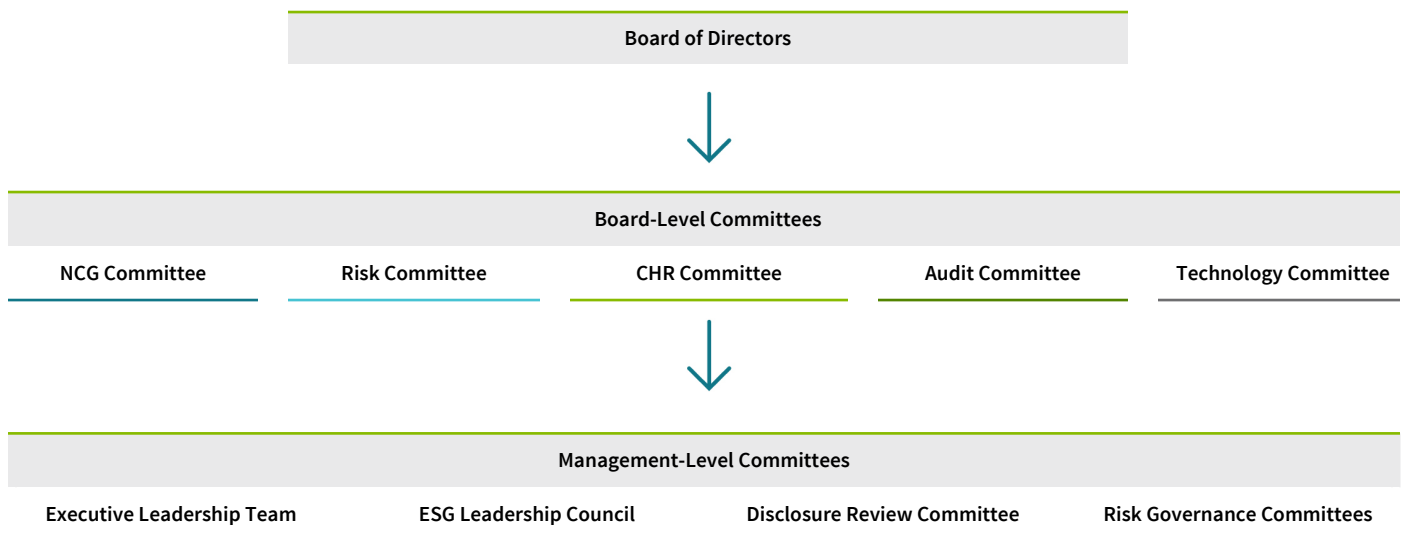 Board of Directors
Board-Level Committees
NCG Committee
Risk Committee
CHR Committee
Audit Committee
Technology Committee
Management-Level Committees
Executive Leadership Team
ESG Leadership Council
Disclosure Review Committee
Risk Governance Committees